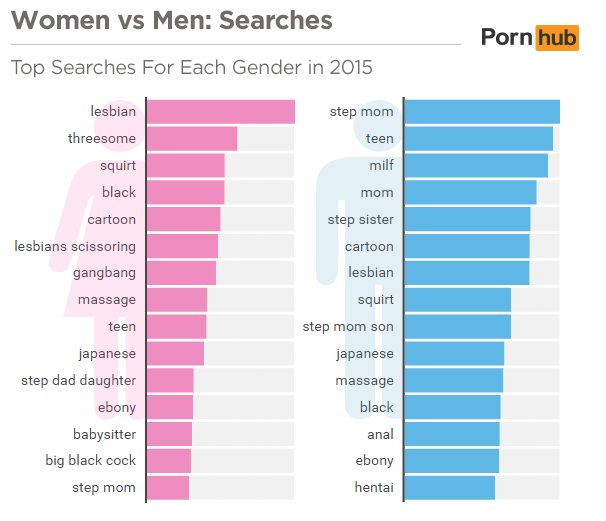 Women vs Men: Searches
Porn hub
Top Searches For Each Gender in 2015
lesbian
threesome
squirt
black
cartoon
lesbians scissoring
gangbang
massage
teen
japanese
step dad daughter
ebony
babysitter
big black cock
step mom
step mom
teen
milf
mom
step sister
cartoon
lesbian
squirt
step mom son
japanese
massage
black
anal
ebony
hentai